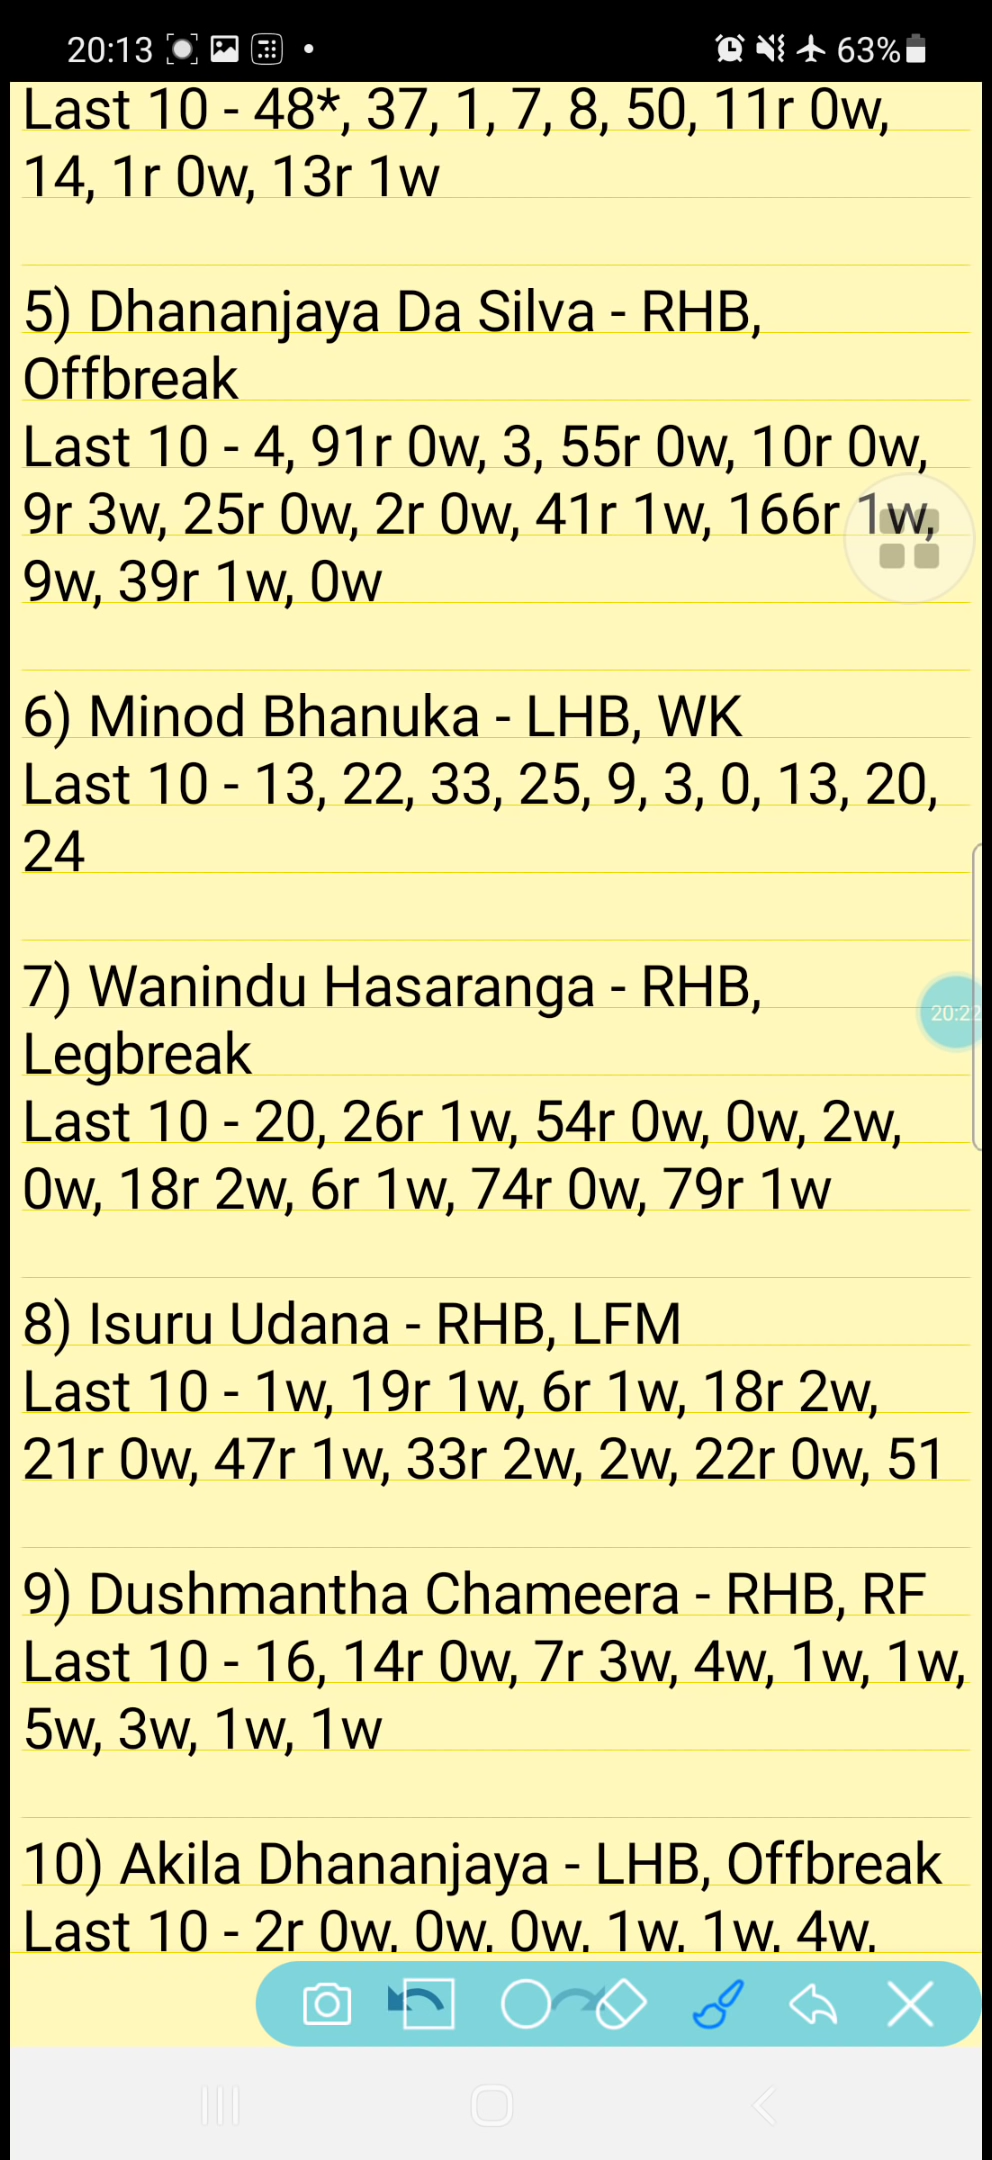 20:13
63%
Last 10 - 48*, 37, 1, 7, 8, 50, 11r 0w,
14, 1r 0w, 13r 1w
5) Dhananjaya Da Silva - RHB,
Offbreak
Last 10 - 4, 91r 0w, 3, 55r 0w, 10r 0w,
9r 3w, 25r 0w, 2r 0w, 41r 1w, 166r 1w,
9w, 39r 1w, 0w
6) Minod Bhanuka - LHB, WK
Last 10 - 13, 22, 33, 25, 9, 3, 0, 13, 20,
24
7) Wanindu Hasaranga - RHB,
20:22
Legbreak
Last 10 - 20, 26r 1w, 54r 0w, 0w, 2w,
0w, 18r 2w, 6r 1w, 74r 0w, 79r 1w
8) Isuru Udana - RHB, LFM
Last 10 - 1w, 19r 1w, 6r 1w, 18r 2w,
21r 0w, 47r 1w, 33r 2w, 2w, 22r 0w, 51
9) Dushmantha Chameera - RHB, RF
Last 10 - 16, 14r 0w, 7r 3w, 4w, 1w, 1w,
5w, 3w, 1w, 1w
10) Akila Dhananjaya - LHB, Offbreak
Last 10 - 2r 0w, 0w, 0w, 1w, 1w, 4w,